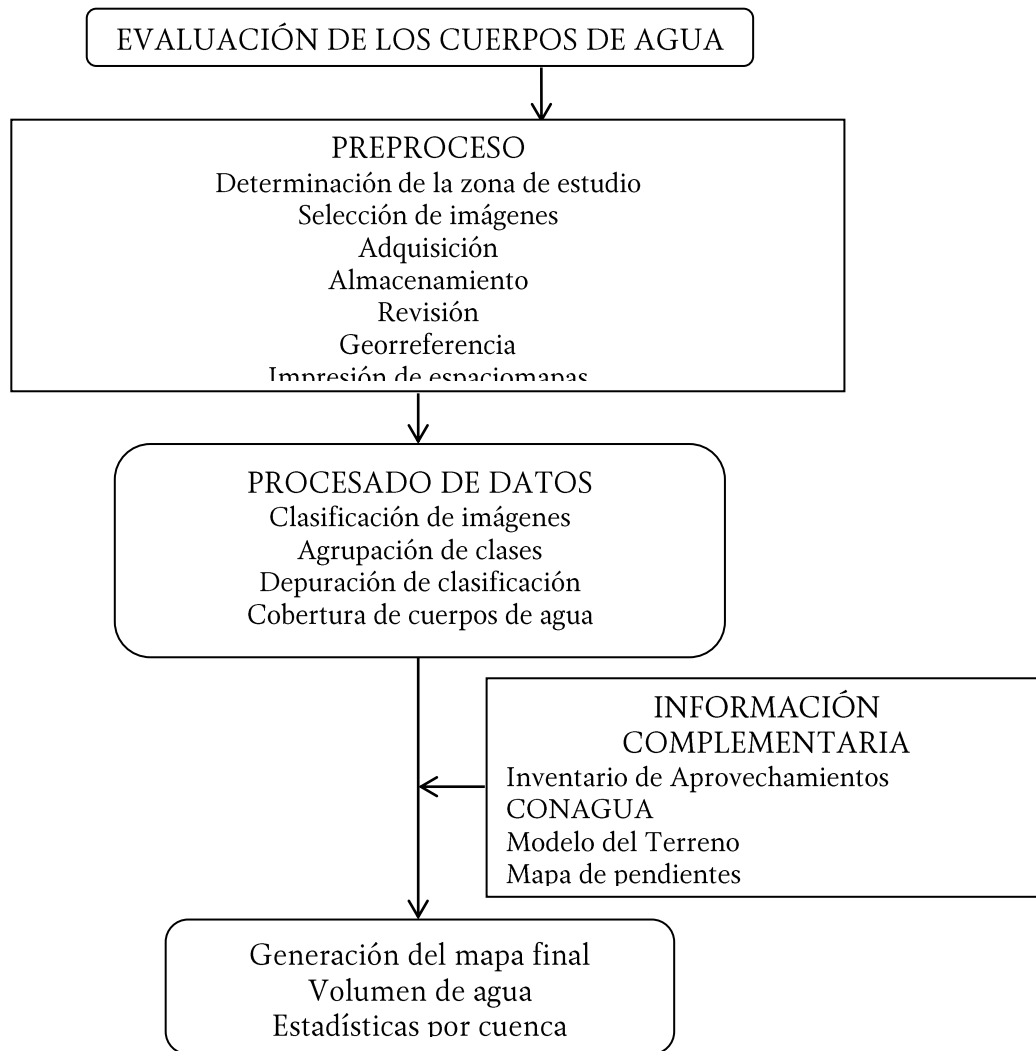 EVALUACIÓN DE LOS CUERPOS DE AGUA
PREPROCESO
Determinación de la zona de estudio
Selección de imágenes
Adquisición
Almacenamiento
Revisión
Georreferencia
Impresión de espaciomapas
PROCESADO DE DATOS
Clasificación de imágenes
Agrupación de clases
Depuración de clasificación
Cobertura de cuerpos de agua
INFORMACIÓN
COMPLEMENTARIA
Inventario de Aprovechamientos
CONAGUA
Modelo del Terreno
Mapa de pendientes
Generación del mapa final
Volumen de agua
Estadísticas por cuenca